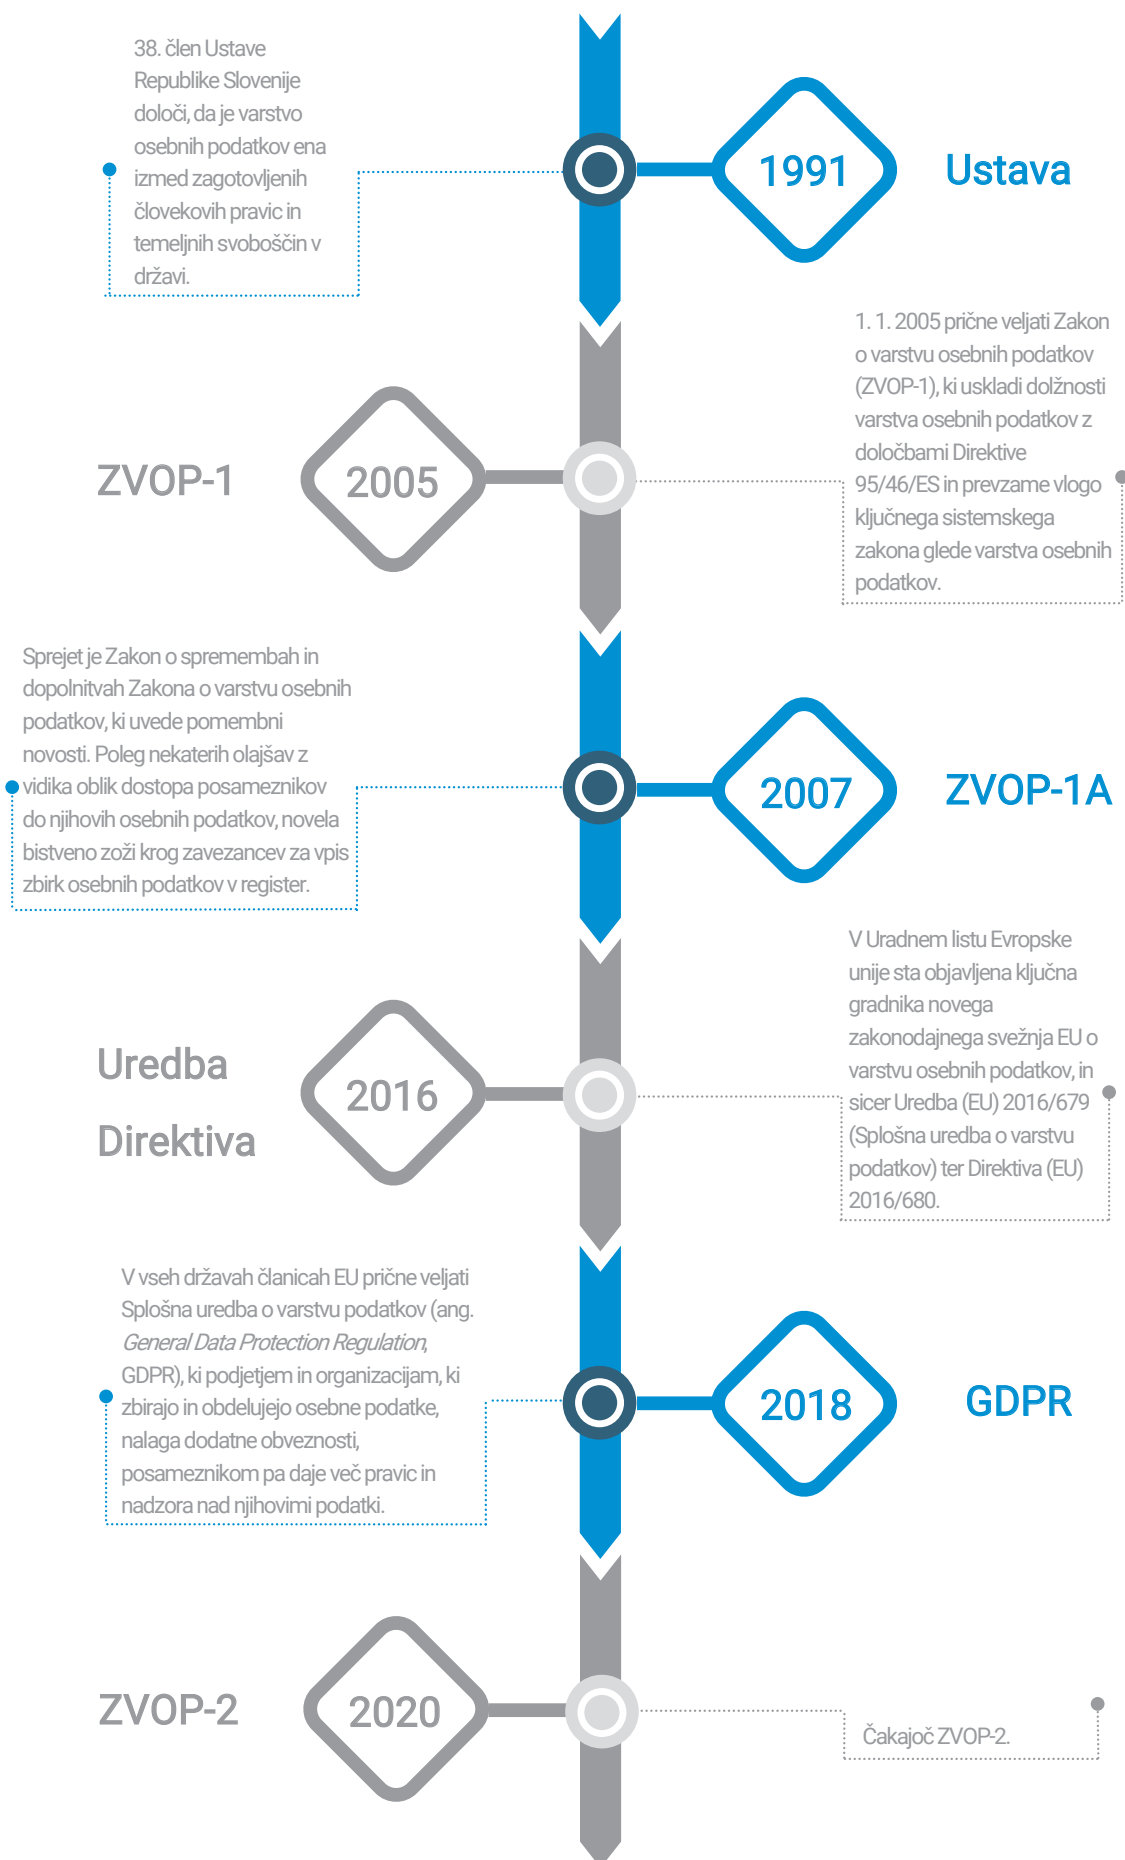 38. člen Ustave
Republike Slovenije
določi, da je varstvo
osebnih podatkov ena
izmed zagotovljenih
človekovih pravic in
temeljnih svoboščin v
državi.
1991
Ustava
ZVOP-1
2005
1. 1. 2005 prične veljati Zakon
o varstvu osebnih podatkov
(ZVOP-1), ki uskladi dolžnosti
varstva osebnih podatkov z
določbami Direktive
95/46/ES in prevzame vlogo
ključnega sistemskega
zakona glede varstva osebnih
podatkov.
Sprejet je Zakon o spremembah in
dopolnitvah Zakona o varstvu osebnih
podatkov, ki uvede pomembni
novosti. Poleg nekaterih olajšav z
vidika oblik dostopa posameznikov
do njihovih osebnih podatkov, novela
bistveno zoži krog zavezancev za vpis
zbirk osebnih podatkov v register.
2007
ZVOP-1A
Uredba
Direktiva
2016
V Uradnem listu Evropske
unije sta objavljena ključna
gradnika novega
zakonodajnega svežnja EU o
varstvu osebnih podatkov, in
sicer Uredba (EU) 2016/679
(Splošna uredba o varstvu
podatkov) ter Direktiva (EU)
2016/680.
V vseh državah članicah EU prične veljati
Splošna uredba o varstvu podatkov (ang.
General Data Protection Regulation,
GDPR), ki podjetjem in organizacijam, ki
zbirajo in obdelujejo osebne podatke,
nalaga dodatne obveznosti,
posameznikom pa daje več pravic in
nadzora nad njihovimi podatki.
2018
GDPR
ZVOP-2
2020
Čakajoč ZVOP-2.